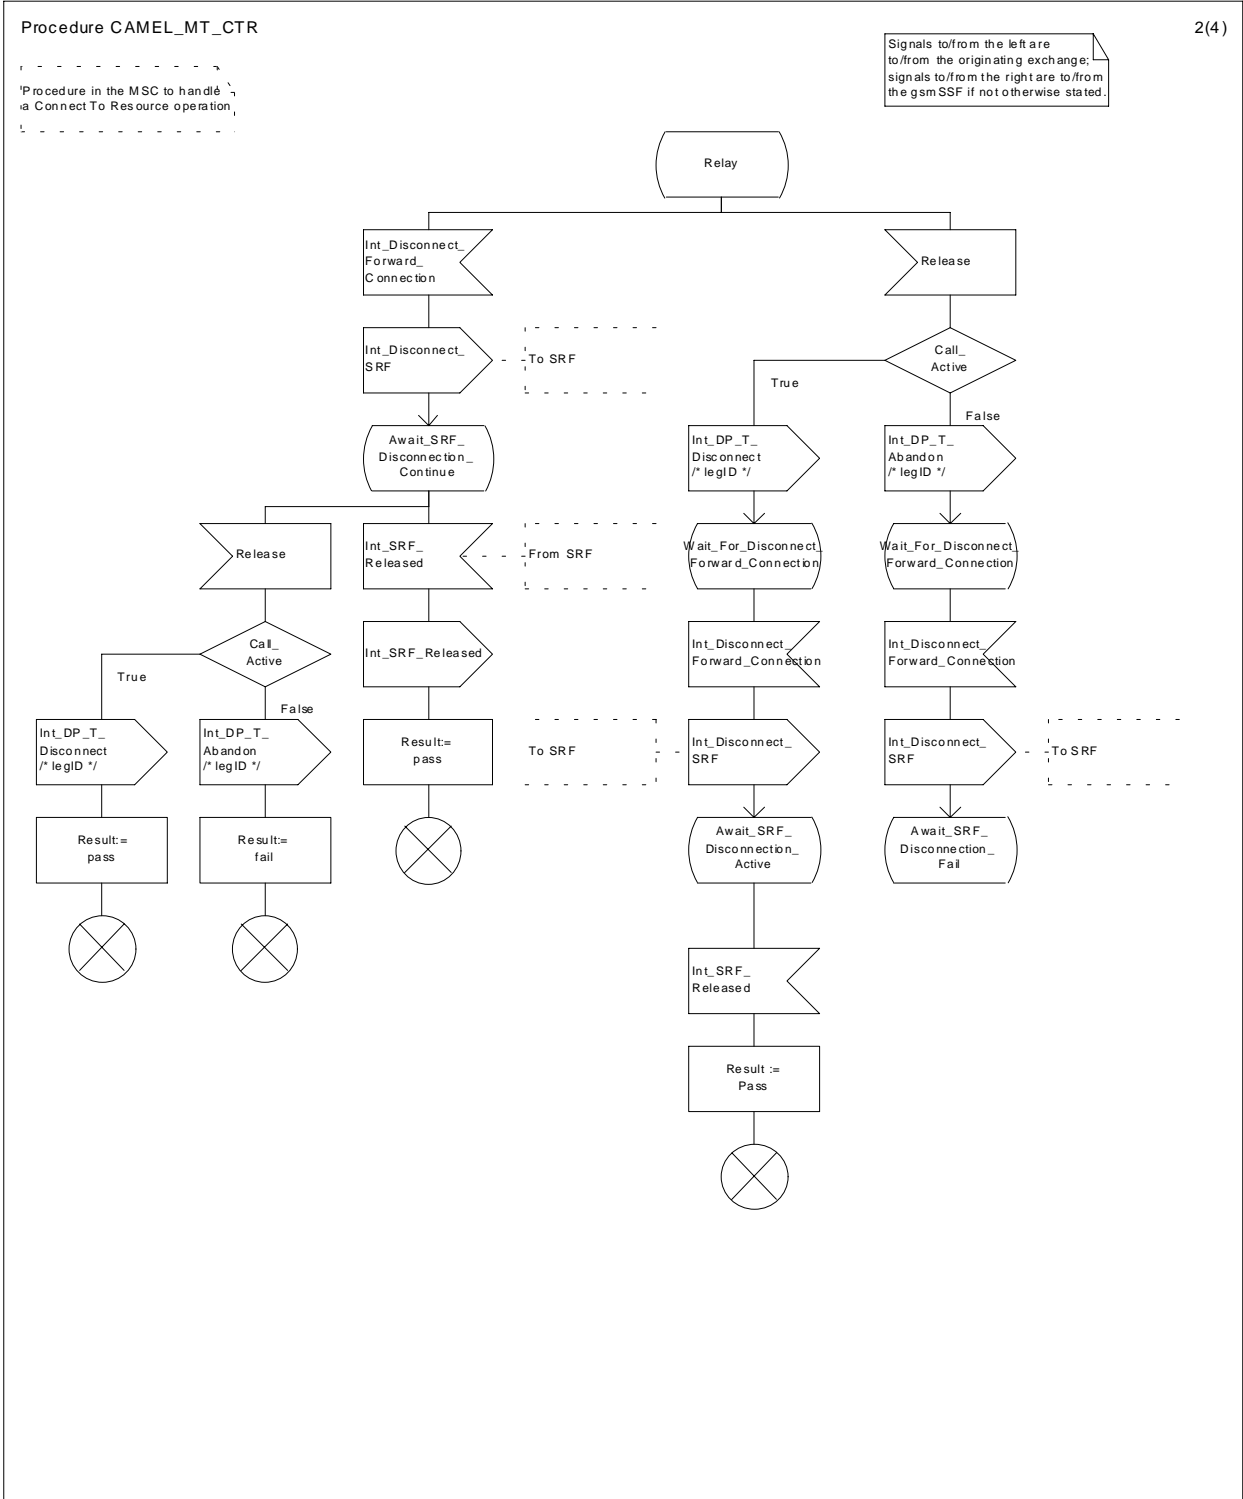 Procedure CAMEL_MT_CTR
2(4)
Procedure in the MSC to handle
a Connect To Resource operation
Signals to/from the left are
to/from the originating exchange;
signals to/from the right are to/from
the gsmSSF if not otherwise stated.
Relay
Int_Disconnect_
Forward_
Connection
Release
Int_Disconnect_
SRF
To SRF
Call_
Active
True
False
Await_SRF_
Disconnection_
Continue
Int_DP_T_
Disconnect
/* legID */
Int_DP_T_
Abandon
/* legID */
Release
Int_SRF_
Released
From SRF
Wait_For_Disconnect_
Forward_Connection
Wait_For_Disconnect_
Forward_Connection
Call_
Active
True
False
Int_SRF_Released
Int_Disconnect_
Forward_Connection
Int_Disconnect_
Forward_Connection
Int_DP_T_
Disconnect
/* legID */
Int_DP_T_
Abandon
/* legID */
Result:=
pass
To SRF
Int_Disconnect_
SRF
Int_Disconnect_
SRF
To SRF
Result:=
pass
Result:=
fail
Await_SRF_
Disconnection_
Active
Await_SRF_
Disconnection_
Fail
Int_SRF_
Released
Result :=
Pass